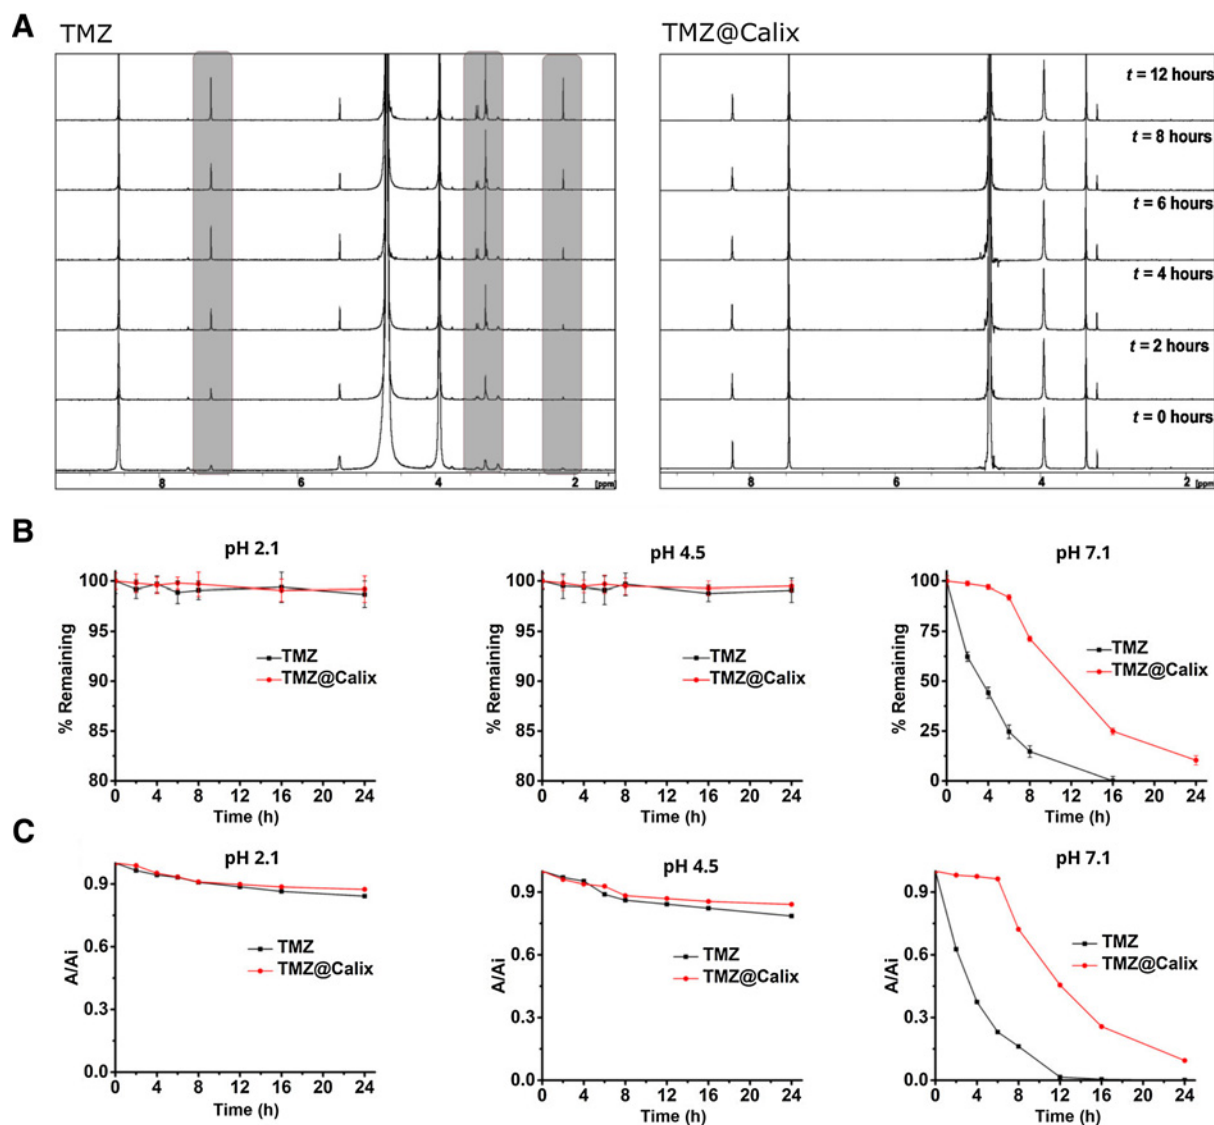 A
TMZ
TMZ@Calix
t = 12 hours
t = 8 hours
t = 6 hours
t = 4 hours
t = 2 hours
t = 0 hours
8 6 4 2 [ppm]
8 6 4 2 [ppm]
B
pH 2.1
pH 4.5
pH 7.1
% Remaining
100
95
90
85
80
TMZ
TMZ@Calix
0 4 8 12 16 20 24
Time (h)
% Remaining
100
95
90
85
80
TMZ
TMZ@Calix
0 4 8 12 16 20 24
Time (h)
% Remaining
100
75
50
25
0
TMZ
TMZ@Calix
0 4 8 12 16 20 24
Time (h)
C
pH 2.1
pH 4.5
pH 7.1
A/Ai
0.9
0.6
0.3
0.0
TMZ
TMZ@Calix
0 4 8 12 16 20 24
Time (h)
A/Ai
0.9
0.6
0.3
0.0
TMZ
TMZ@Calix
0 4 8 12 16 20 24
Time (h)
A/Ai
0.9
0.6
0.3
0.0
TMZ
TMZ@Calix
0 4 8 12 16 20 24
Time (h)